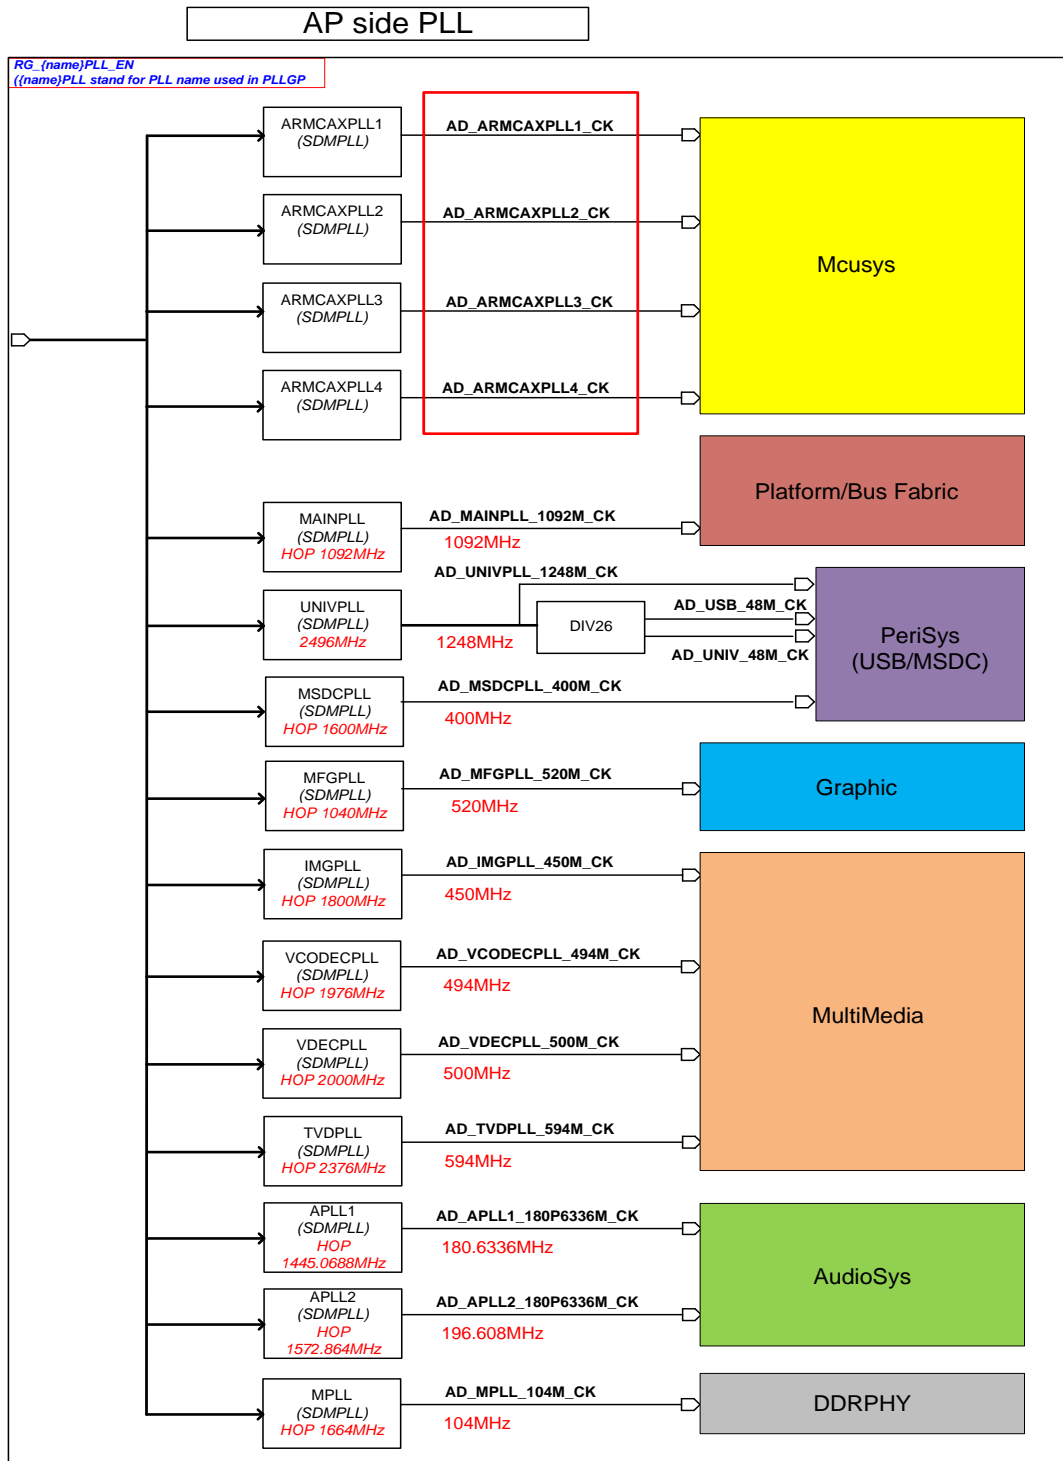 AP side PLL
RG_{name}PLL_EN
({name}PLL stand for PLL name used in PLLGP
ARMCAXPLL1
(SDMPLL)
AD_ARMCAXPLL1_CK
ARMCAXPLL2
(SDMPLL)
AD_ARMCAXPLL2_CK
Mcusys
ARMCAXPLL3
(SDMPLL)
AD_ARMCAXPLL3_CK
ARMCAXPLL4
(SDMPLL)
AD_ARMCAXPLL4_CK
Platform/Bus Fabric
MAINPLL
(SDMPLL)
HOP 1092MHz
AD_MAINPLL_1092M_CK
1092MHz
AD_UNIVPLL_1248M_CK
UNIVPLL
(SDMPLL)
2496MHz
1248MHz
DIV26
AD_USB_48M_CK
AD_UNIV_48M_CK
PeriSys
(USB/MSDC)
MSDCPLL
(SDMPLL)
HOP 1600MHz
AD_MSDCPLL_400M_CK
400MHz
MFGPLL
(SDMPLL)
HOP 1040MHz
AD_MFGPLL_520M_CK
520MHz
Graphic
IMGPLL
(SDMPLL)
HOP 1800MHz
AD_IMGPLL_450M_CK
450MHz
VCODECPLL
(SDMPLL)
HOP 1976MHz
AD_VCODECPLL_494M_CK
494MHz
MultiMedia
VDECPLL
(SDMPLL)
HOP 2000MHz
AD_VDECPLL_500M_CK
500MHz
TVDPLL
(SDMPLL)
HOP 2376MHz
AD_TVDPLL_594M_CK
594MHz
APLL1
(SDMPLL)
HOP
1445.0688MHz
AD_APLL1_180P6336M_CK
180.6336MHz
AudioSys
APLL2
(SDMPLL)
HOP
1572.864MHz
AD_APLL2_180P6336M_CK
196.608MHz
MPLL
(SDMPLL)
HOP 1664MHz
AD_MPLL_104M_CK
104MHz
DDRPHY